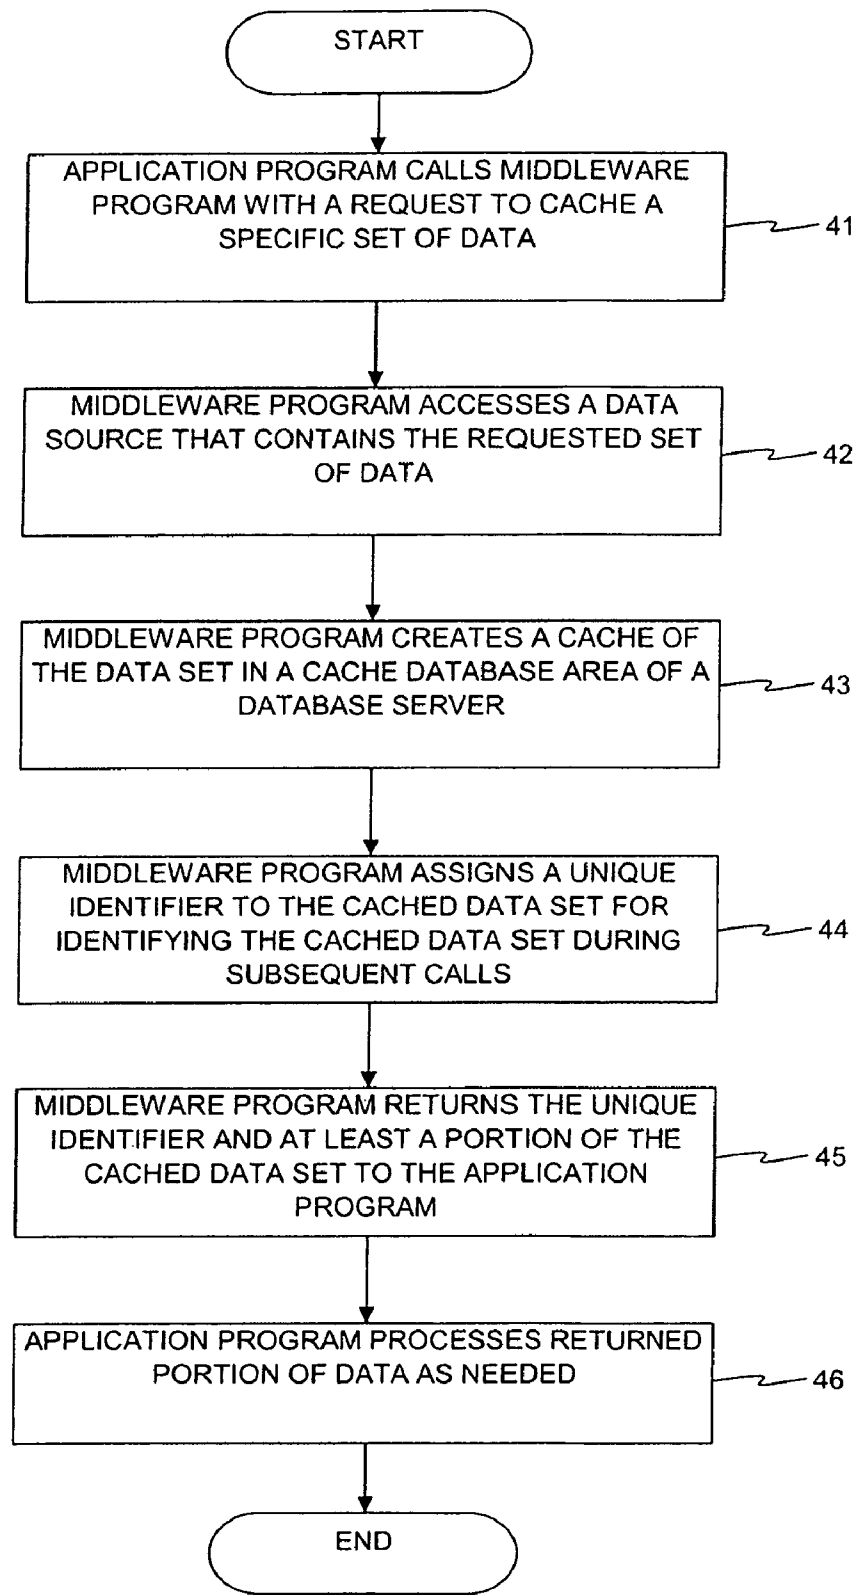 START
APPLICATION PROGRAM CALLS MIDDLEWARE
PROGRAM WITH A REQUEST TO CACHE A
SPECIFIC SET OF DATA
41
MIDDLEWARE PROGRAM ACCESSES A DATA
SOURCE THAT CONTAINS THE REQUESTED SET
OF DATA
42
MIDDLEWARE PROGRAM CREATES A CACHE OF
THE DATA SET IN A CACHE DATABASE AREA OF A
DATABASE SERVER
43
MIDDLEWARE PROGRAM ASSIGNS A UNIQUE
IDENTIFIER TO THE CACHED DATA SET FOR
IDENTIFYING THE CACHED DATA SET DURING
SUBSEQUENT CALLS
44
MIDDLEWARE PROGRAM RETURNS THE UNIQUE
IDENTIFIER AND AT LEAST A PORTION OF THE
CACHED DATA SET TO THE APPLICATION
PROGRAM
45
APPLICATION PROGRAM PROCESSES RETURNED
PORTION OF DATA AS NEEDED
46
END